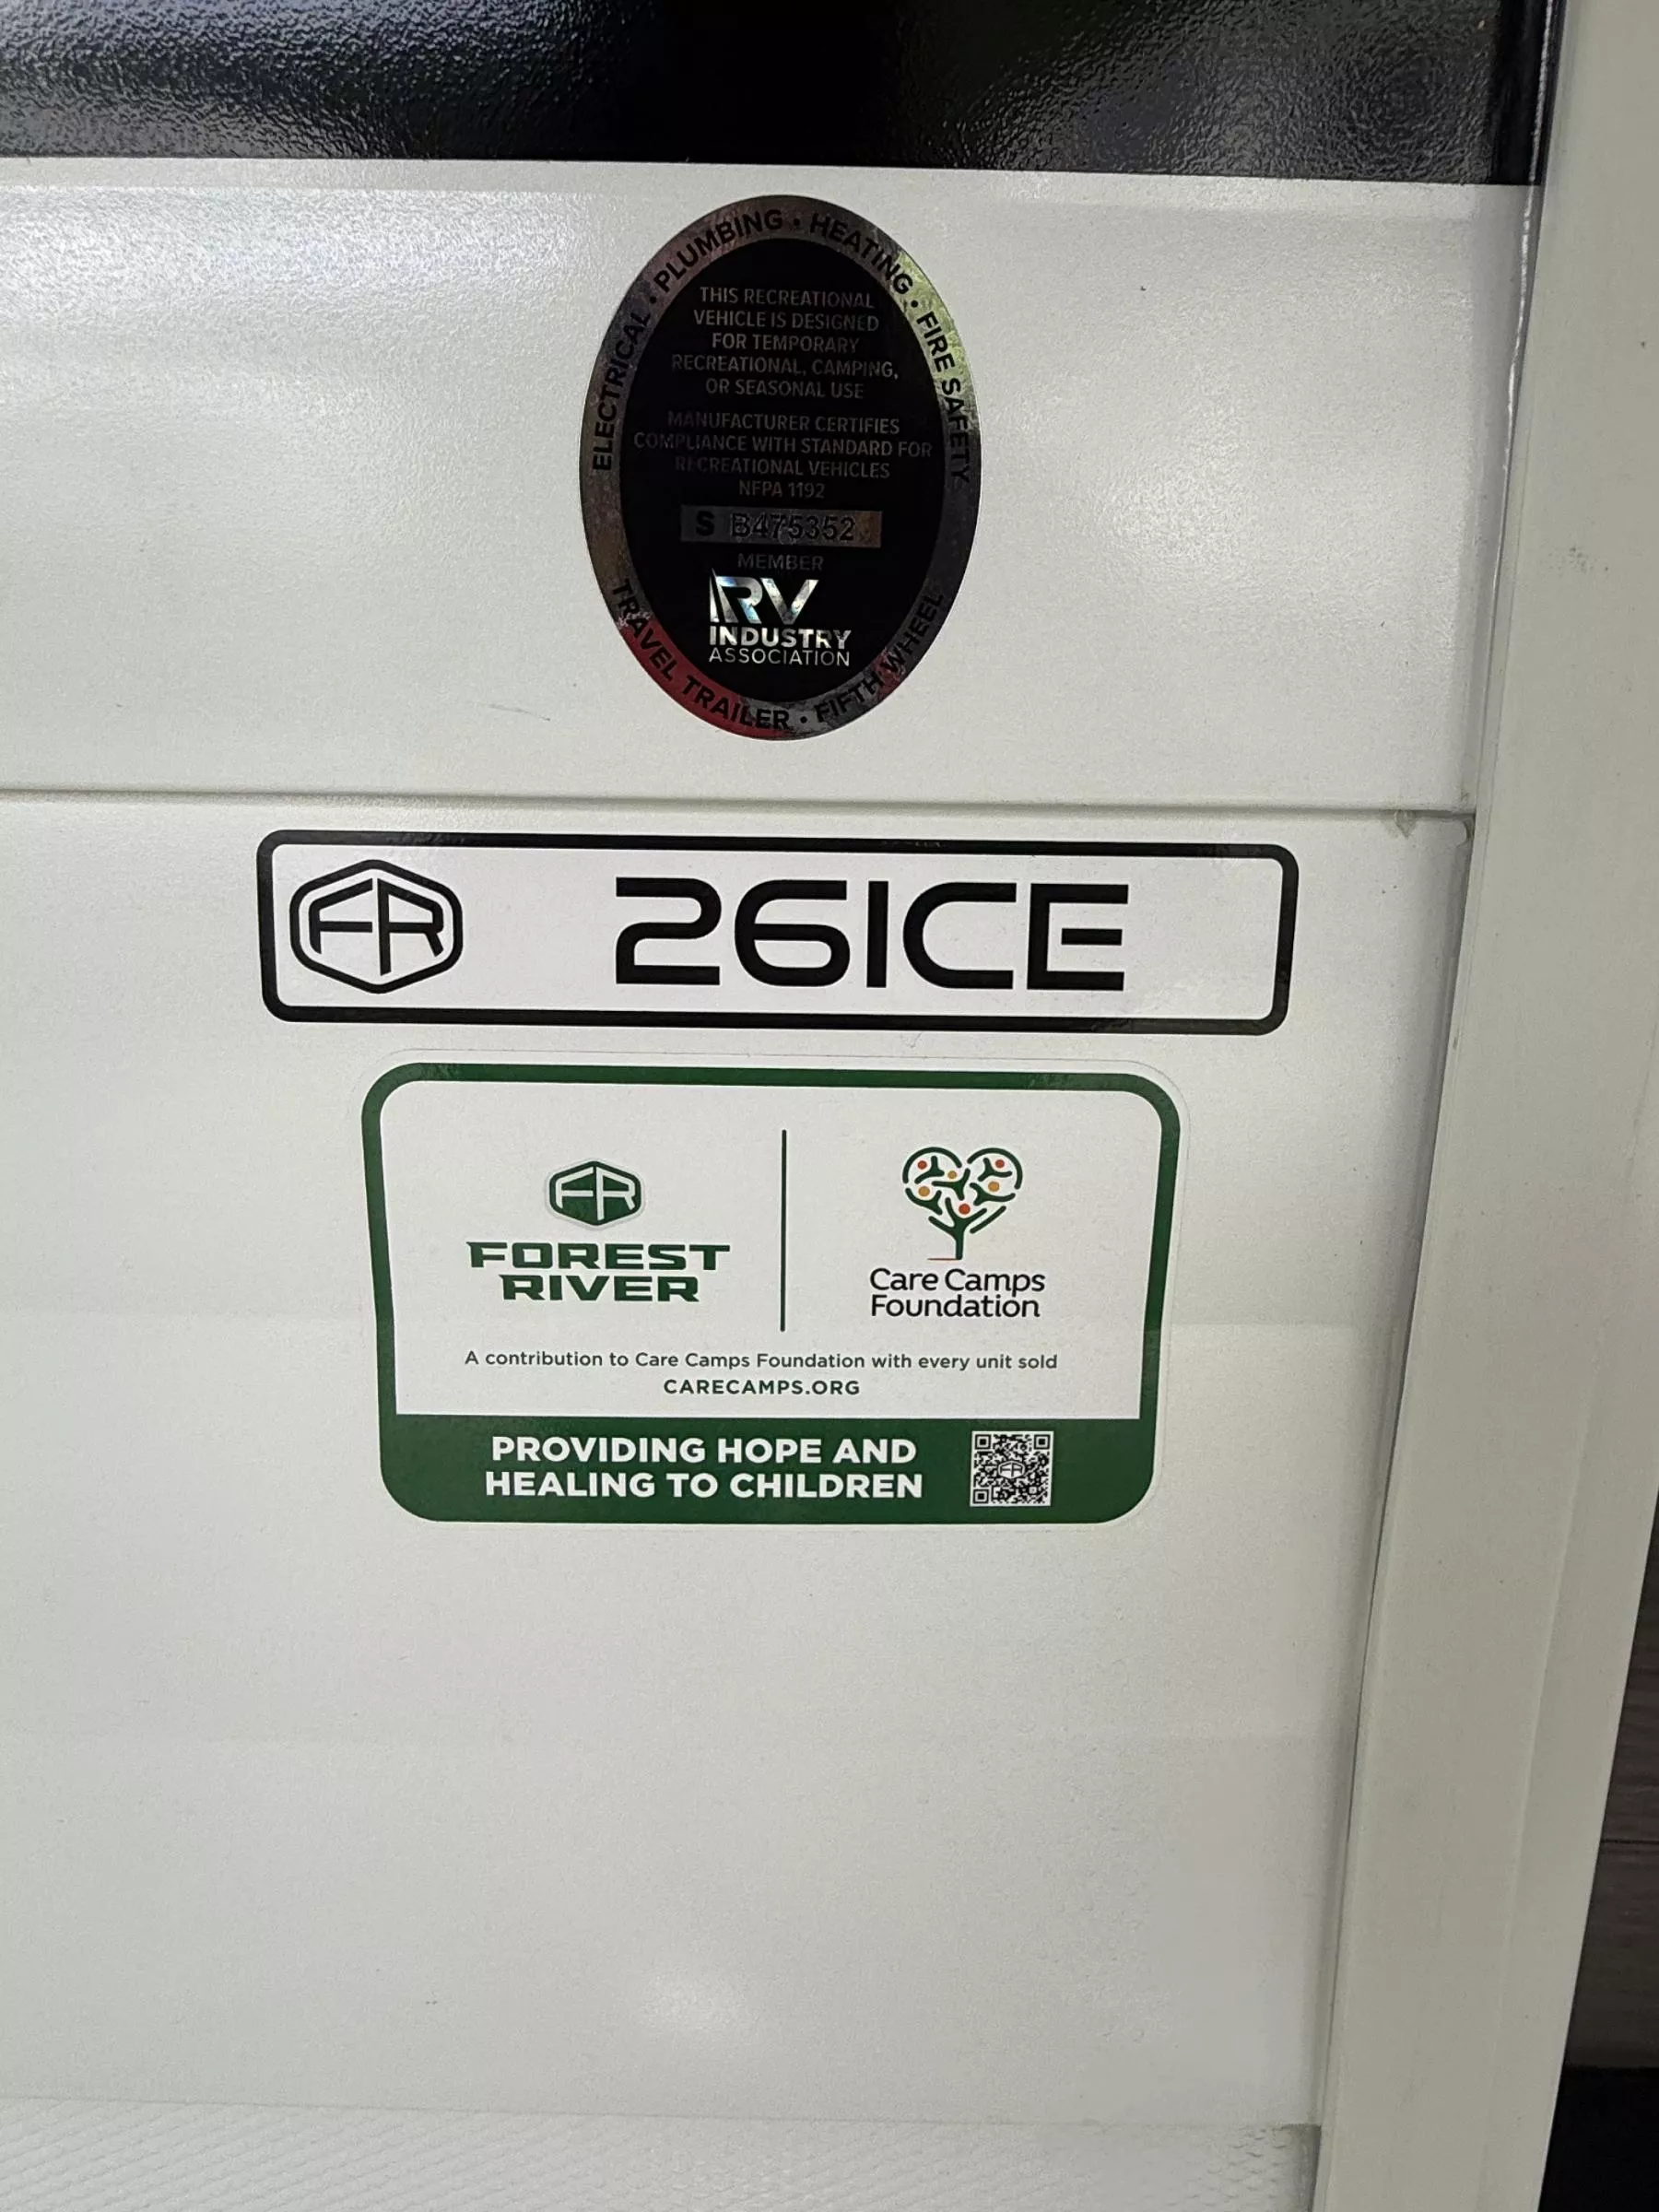 ELECTRICAL • PLUMBING • HEATING • FIRE SAFETY
THIS RECREATIONAL
VEHICLE IS DESIGNED
FOR TEMPORARY
RECREATIONAL, CAMPING,
OR SEASONAL USE
MANUFACTURER CERTIFIES
COMPLIANCE WITH STANDARD FOR
RECREATIONAL VEHICLES
NFPA 1192
S B475352
MEMBER
RV
INDUSTRY
ASSOCIATION
TRAVEL TRAILER • FIFTH WHEEL
FR 26ICE
FR
FOREST
RIVER
Care Camps
Foundation
A contribution to Care Camps Foundation with every unit sold
CARECAMPS.ORG
PROVIDING HOPE AND
HEALING TO CHILDREN
FR